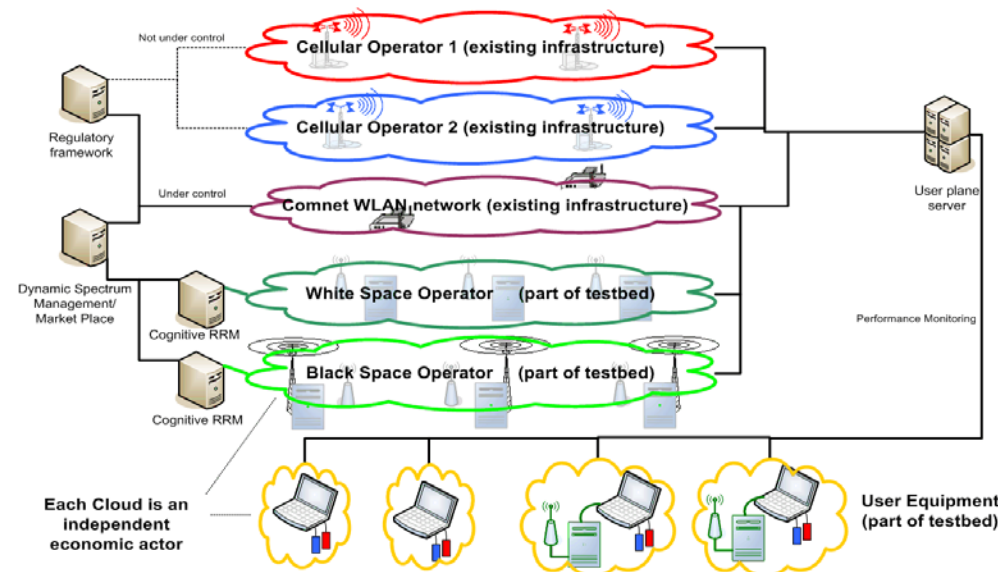 Not under control
Cellular Operator 1 (existing infrastructure)
Regulatory
framework
Cellular Operator 2 (existing infrastructure)
User plane
server
Under control
Comnet WLAN network (existing infrastructure)
Dynamic Spectrum
Management/
Market Place
White Space Operator (part of testbed)
Cognitive RRM
Performance Monitoring
Black Space Operator (part of testbed)
Cognitive RRM
Each Cloud is an
independent
economic actor
User Equipment
(part of testbed)